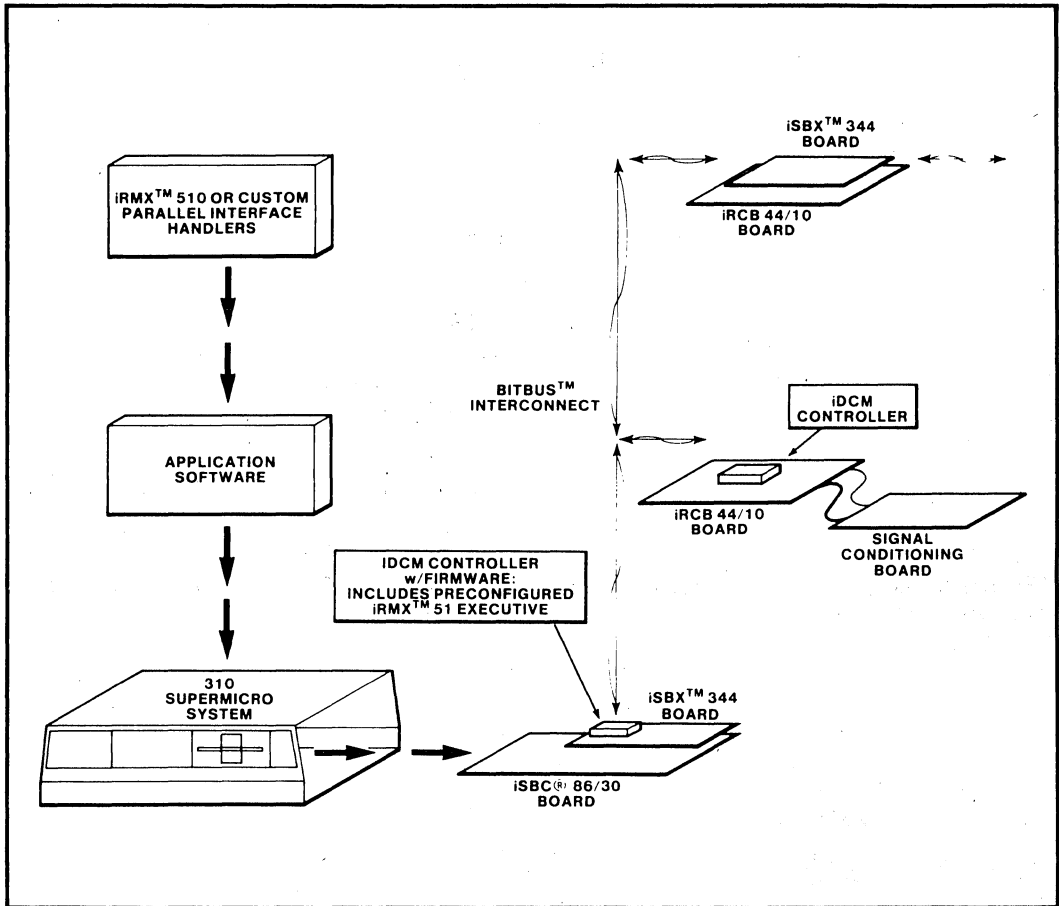 iRMX™ 510 OR CUSTOM
PARALLEL INTERFACE
HANDLERS
APPLICATION
SOFTWARE
310
SUPERMICRO
SYSTEM
iSBX™ 344
BOARD
iRCB 44/10
BOARD
BITBUS™
INTERCONNECT
iDCM
CONTROLLER
iRCB 44/10
BOARD
SIGNAL
CONDITIONING
BOARD
IDCM CONTROLLER
w/FIRMWARE:
INCLUDES PRECONFIGURED
iRMX™ 51 EXECUTIVE
iSBX™ 344
BOARD
iSBC® 86/30
BOARD